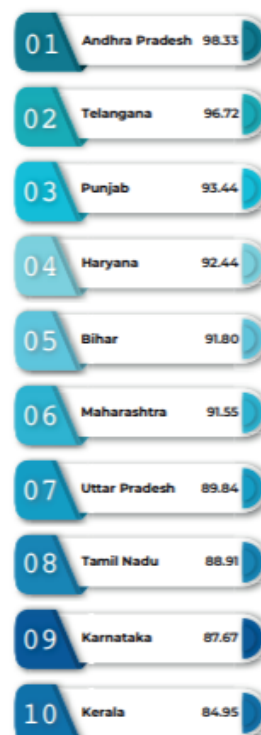 01 Andhra Pradesh 98.33
02 Telangana 96.72
03 Punjab 93.44
04 Haryana 92.44
05 Bihar 91.80
06 Maharashtra 91.55
07 Uttar Pradesh 89.84
08 Tamil Nadu 88.91
09 Karnataka 87.67
10 Kerala 84.95